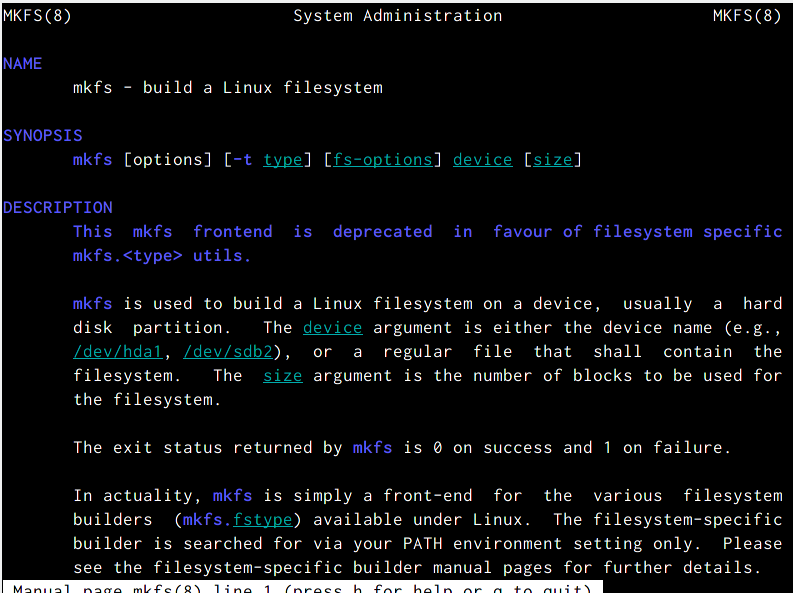 MKFS(8) System Administration MKFS(8)
NAME
mkfs - build a Linux filesystem
SYNOPSIS
mkfs [options] [-t type] [fs-options] device [size]
DESCRIPTION
This mkfs frontend is deprecated in favour of filesystem specific
mkfs.<type> utils.
mkfs is used to build a Linux filesystem on a device, usually a hard
disk partition. The device argument is either the device name (e.g.,
/dev/hda1, /dev/sdb2), or a regular file that shall contain the
filesystem. The size argument is the number of blocks to be used for
the filesystem.
The exit status returned by mkfs is 0 on success and 1 on failure.
In actuality, mkfs is simply a front-end for the various filesystem
builders (mkfs.fstype) available under Linux. The filesystem-specific
builder is searched for via your PATH environment setting only. Please
see the filesystem-specific builder manual pages for further details.
Manual page mkfs(8) line 1 (press h for help or q to quit)